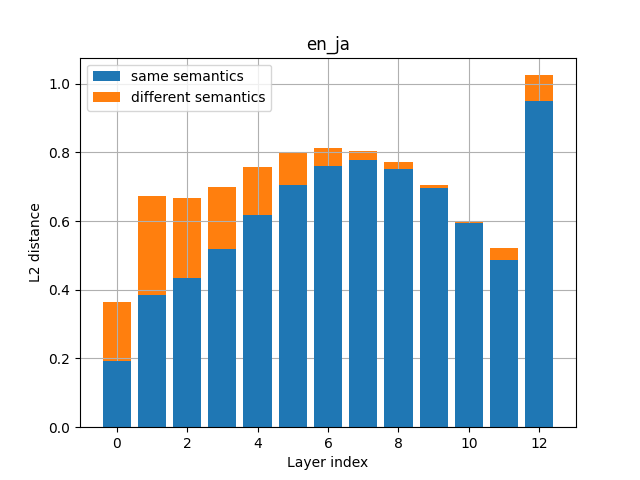 en_ja
same semantics
different semantics
L2 distance
1.0
0.8
0.6
0.4
0.2
0.0
0 2 4 6 8 10 12
Layer index